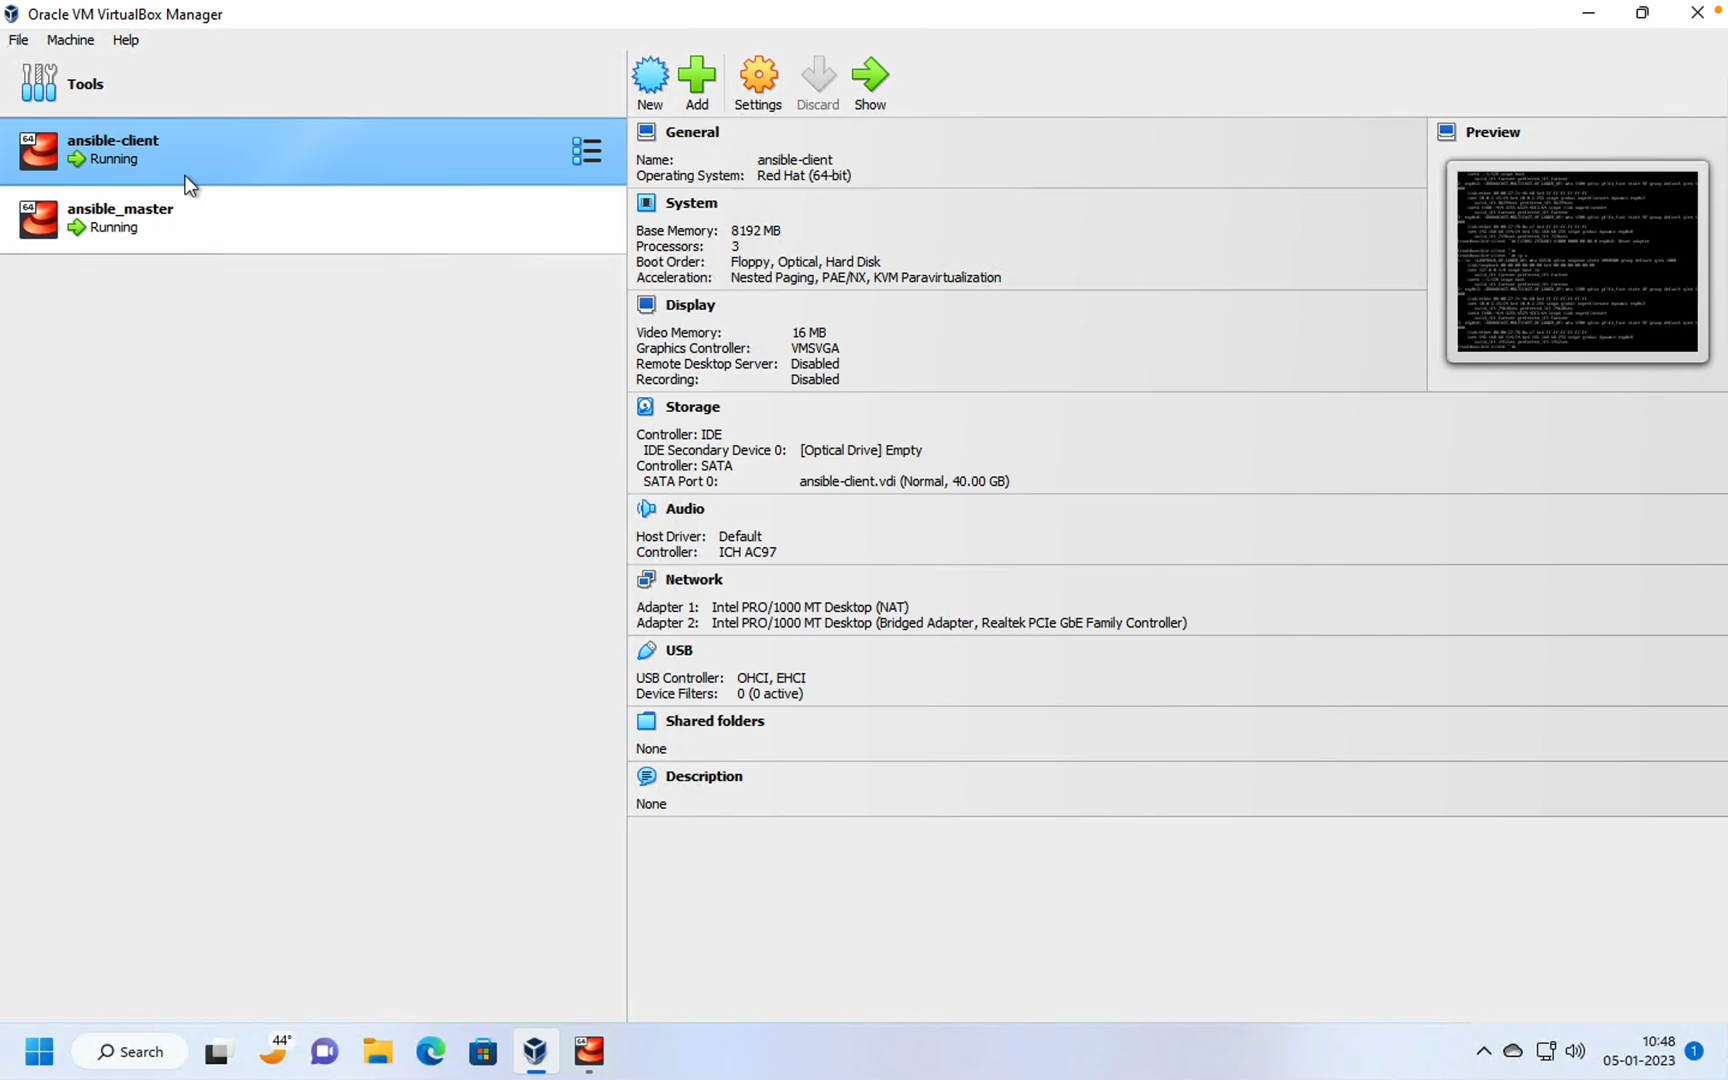 Oracle VM VirtualBox Manager
File Machine Help
Tools
New Add Settings Discard Show
64 ansible-client
Running
64 ansible_master
Running
General
Name: ansible-client
Operating System: Red Hat (64-bit)
System
Base Memory: 8192 MB
Processors: 3
Boot Order: Floppy, Optical, Hard Disk
Acceleration: Nested Paging, PAE/NX, KVM Paravirtualization
Display
Video Memory: 16 MB
Graphics Controller: VMSVGA
Remote Desktop Server: Disabled
Recording: Disabled
Storage
Controller: IDE
IDE Secondary Device 0: [Optical Drive] Empty
Controller: SATA
SATA Port 0: ansible-client.vdi (Normal, 40.00 GB)
Audio
Host Driver: Default
Controller: ICH AC97
Network
Adapter 1: Intel PRO/1000 MT Desktop (NAT)
Adapter 2: Intel PRO/1000 MT Desktop (Bridged Adapter, Realtek PCIe GbE Family Controller)
USB
USB Controller: OHCI, EHCI
Device Filters: 0 (0 active)
Shared folders
None
Description
None
Preview
Search
44°
64
10:48
05-01-2023
1